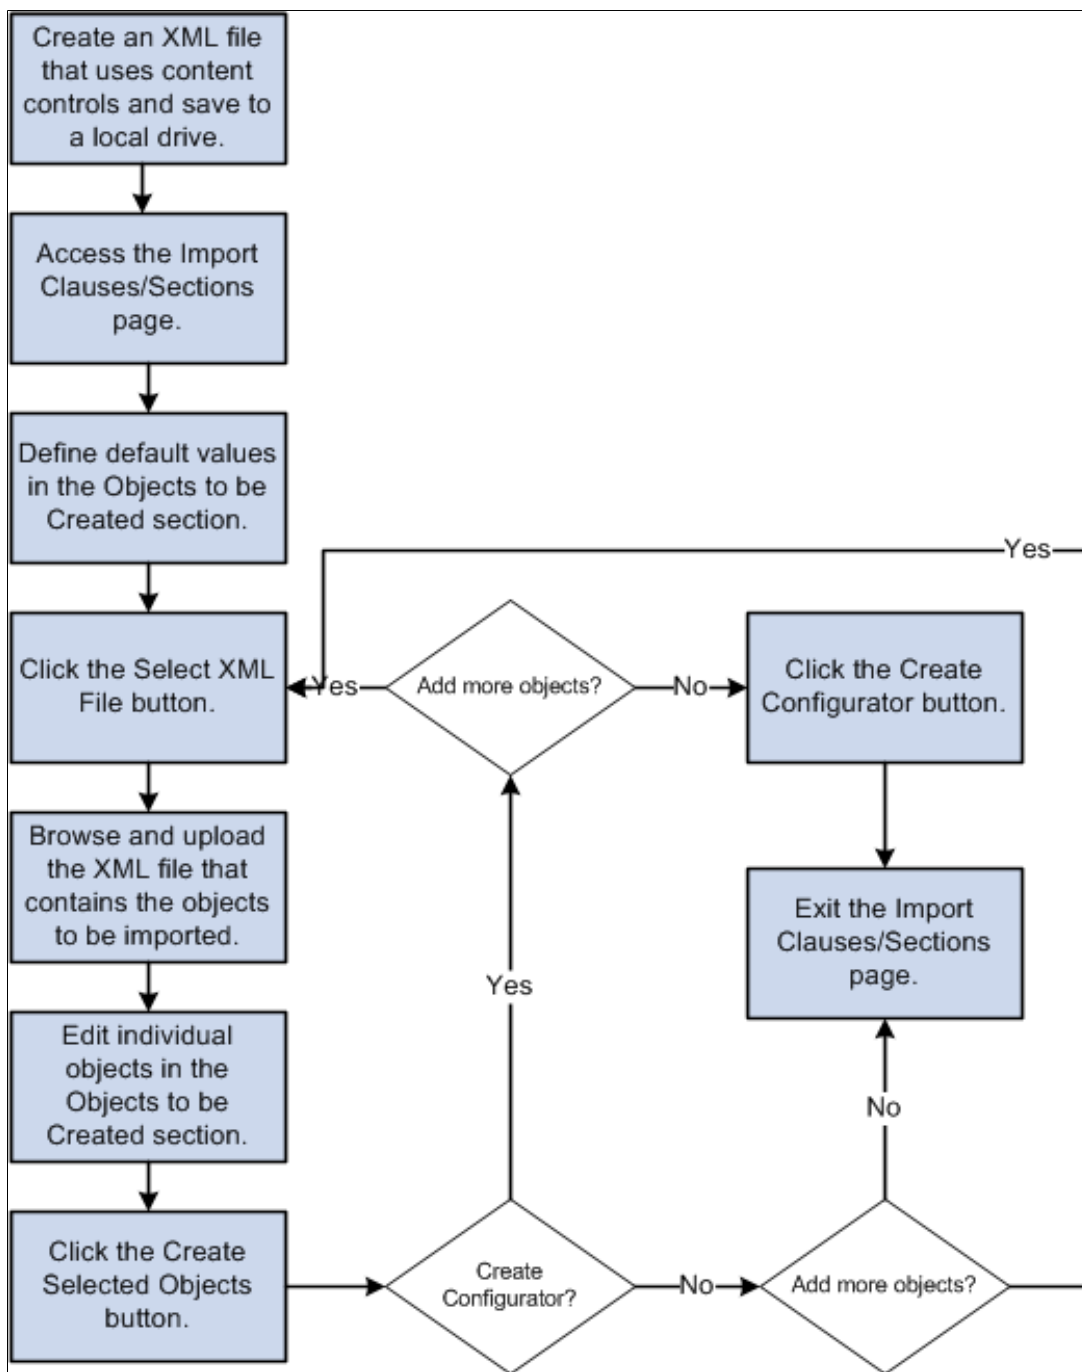 Create an XML file
that uses content
controls and save to
a local drive.
Access the Import
Clauses/Sections
page.
Define default values
in the Objects to be
Created section.
Yes
Click the Select XML
File button.
Yes
Add more objects?
No
Click the Create
Configurator button.
Browse and upload
the XML file that
contains the objects
to be imported.
Exit the Import
Clauses/Sections
page.
Yes
Edit individual
objects in the
Objects to be
Created section.
No
Click the Create
Selected Objects
button.
Create
Configurator?
No
Add more objects?